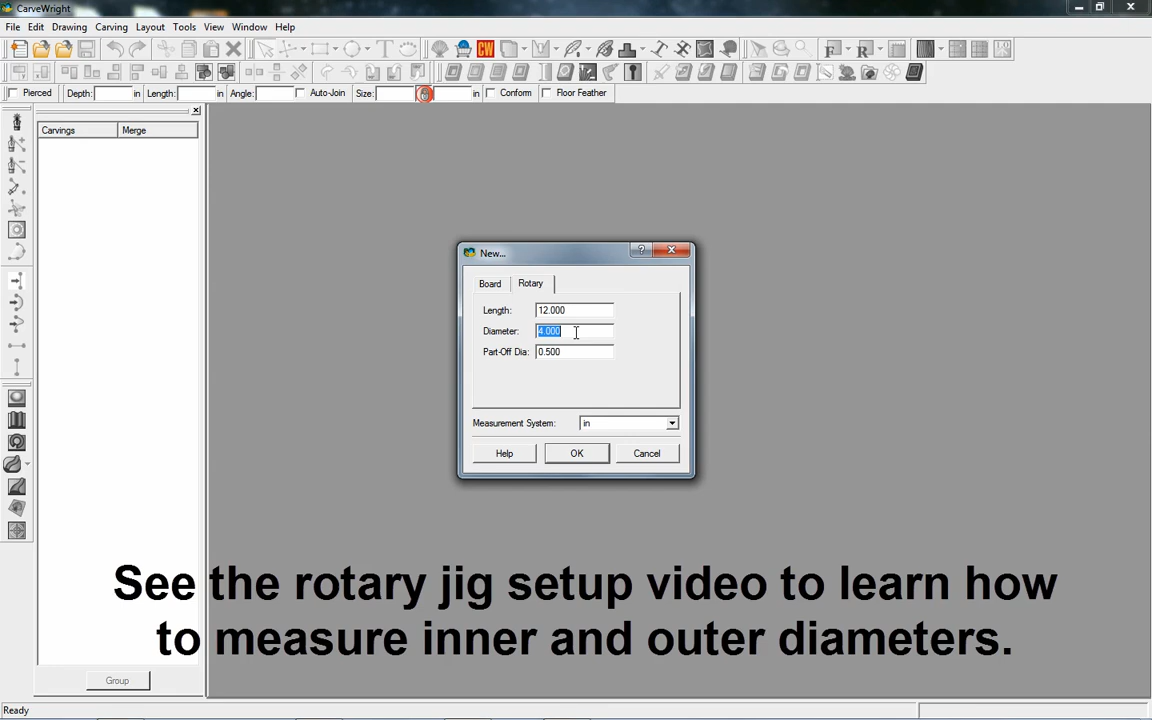 CarveWright
File Edit Drawing Carving Layout Tools View Window Help
CW
Pierced Depth: in Length: in Angle: Auto-Join Size: in Conform Floor Feather
Carvings Merge
New...
Board Rotary
Length: 12.000
Diameter: 4.000
Part-Off Dia: 0.500
Measurement System: in
Help OK Cancel
See the rotary jig setup video to learn how
to measure inner and outer diameters.
Group
Ready